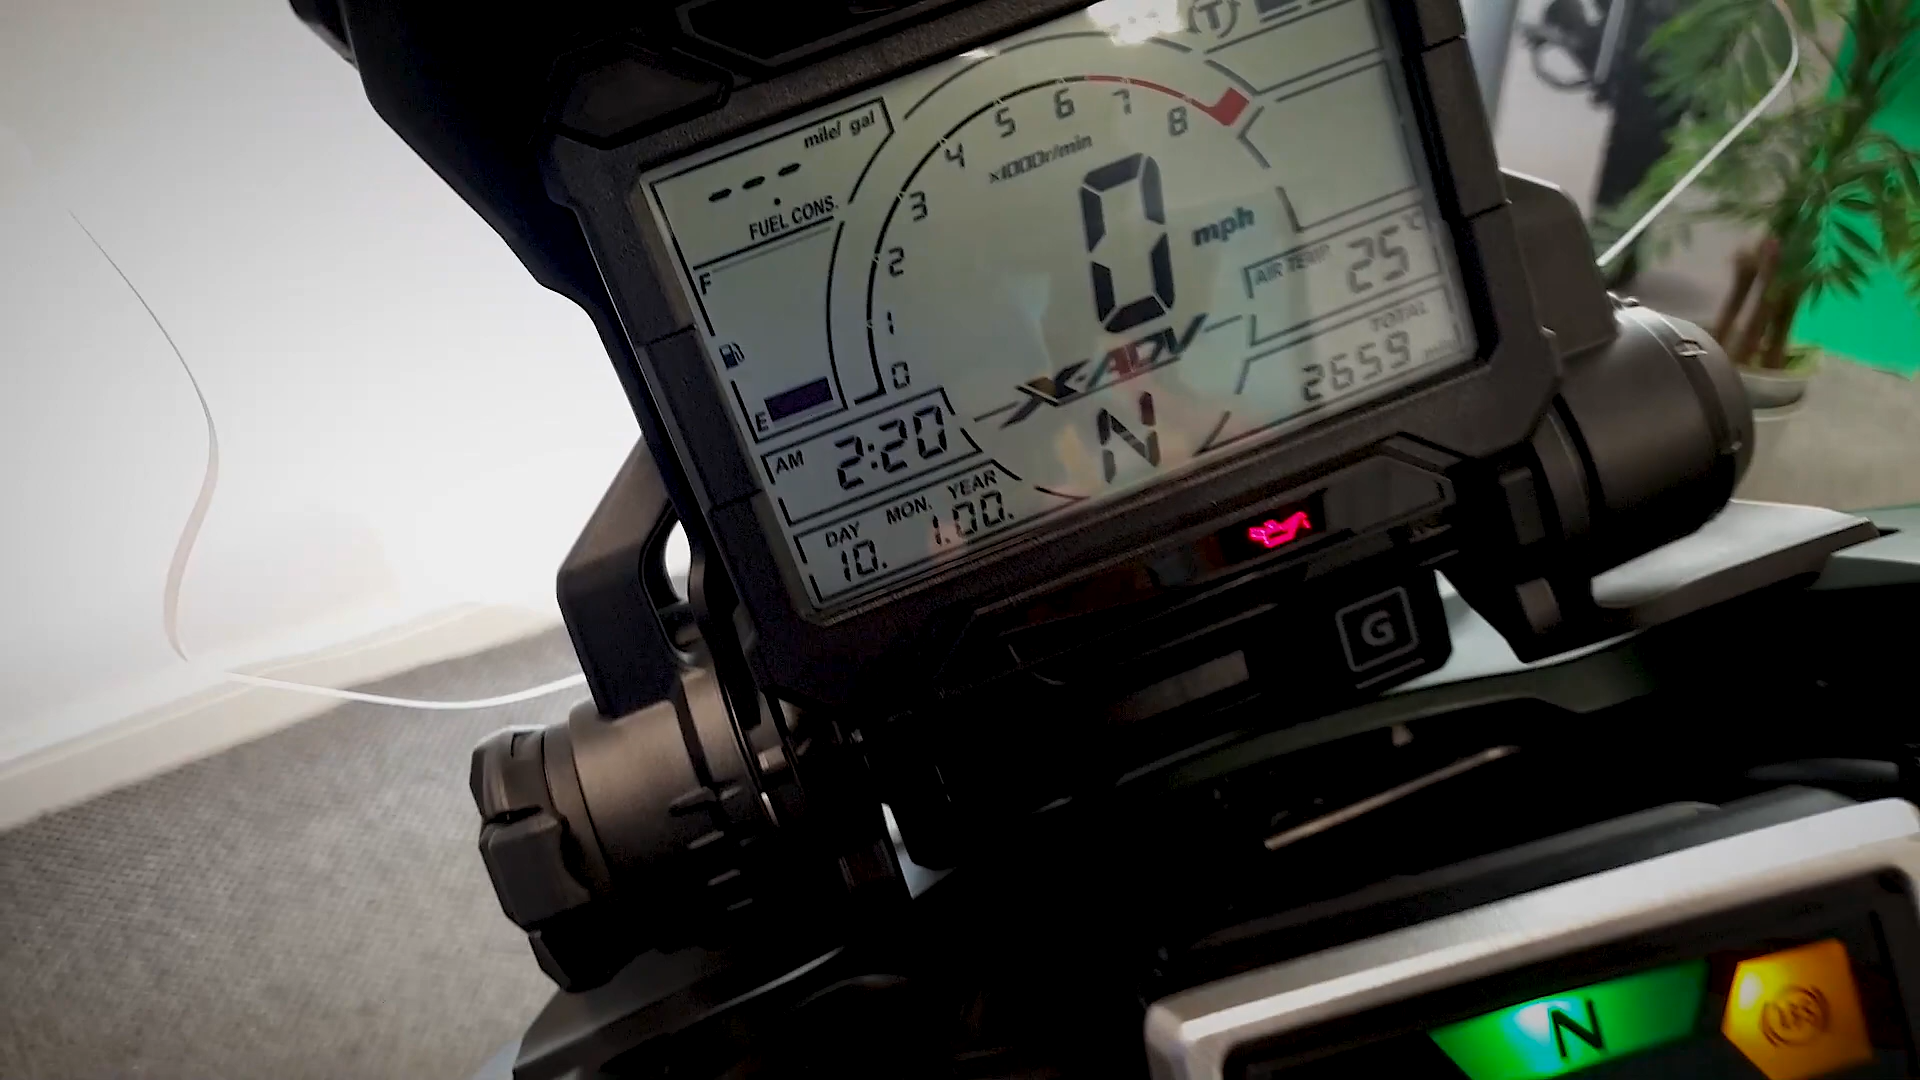 T
mile/ gal
---.-
FUEL CONS.
F
E
0
1
2
3
4
5
6
7
8
×1000r/min
0 mph
AIR TEMP 25 °C
TOTAL
2659
X-ADV
N
AM 2:20
DAY MON. YEAR
10. 1.00.
G
N